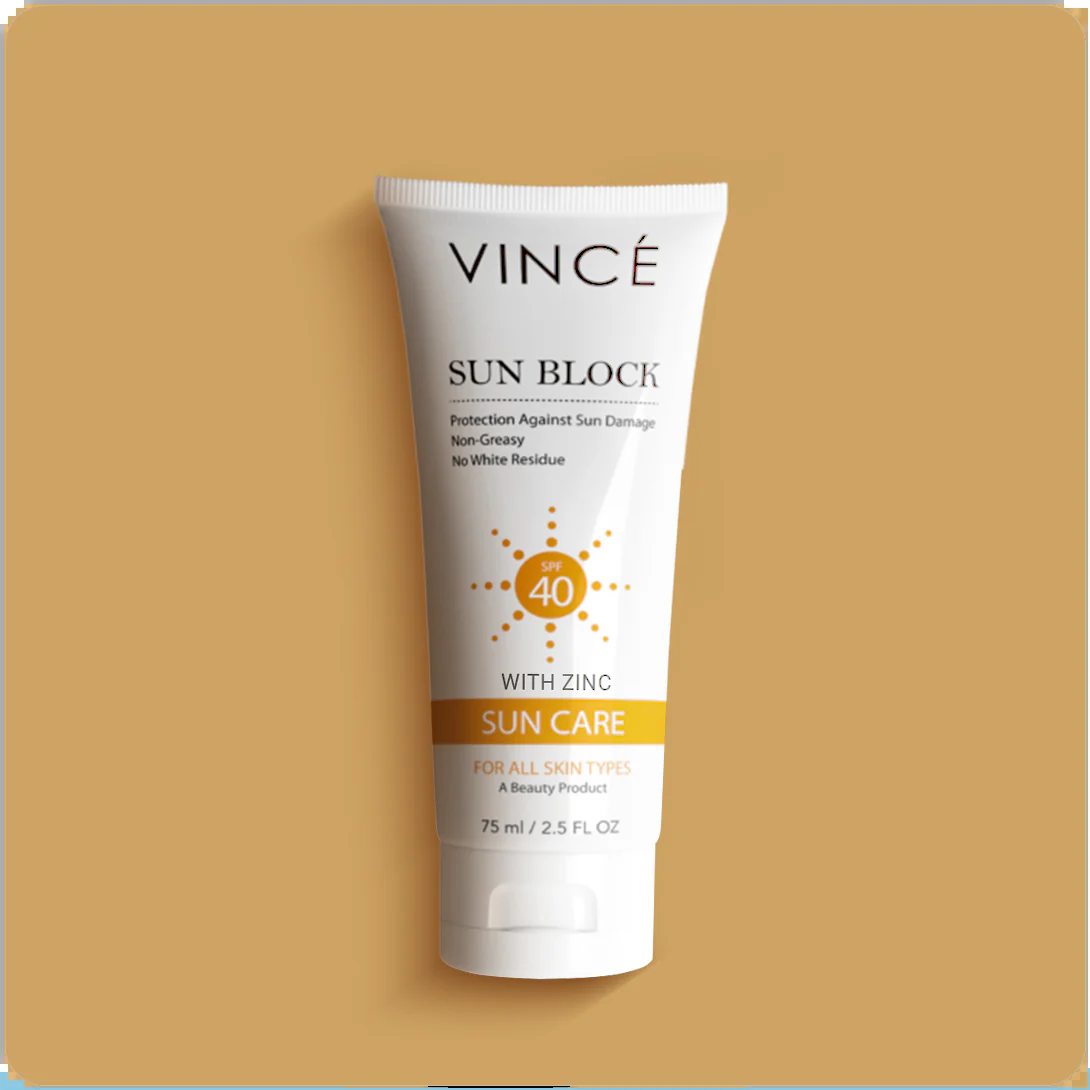 VINCÉ
SUN BLOCK
Protection Against Sun Damage
Non-Greasy
No White Residue
SPF
40
WITH ZINC
SUN CARE
FOR ALL SKIN TYPES
A Beauty Product
75 ml / 2.5 FL OZ